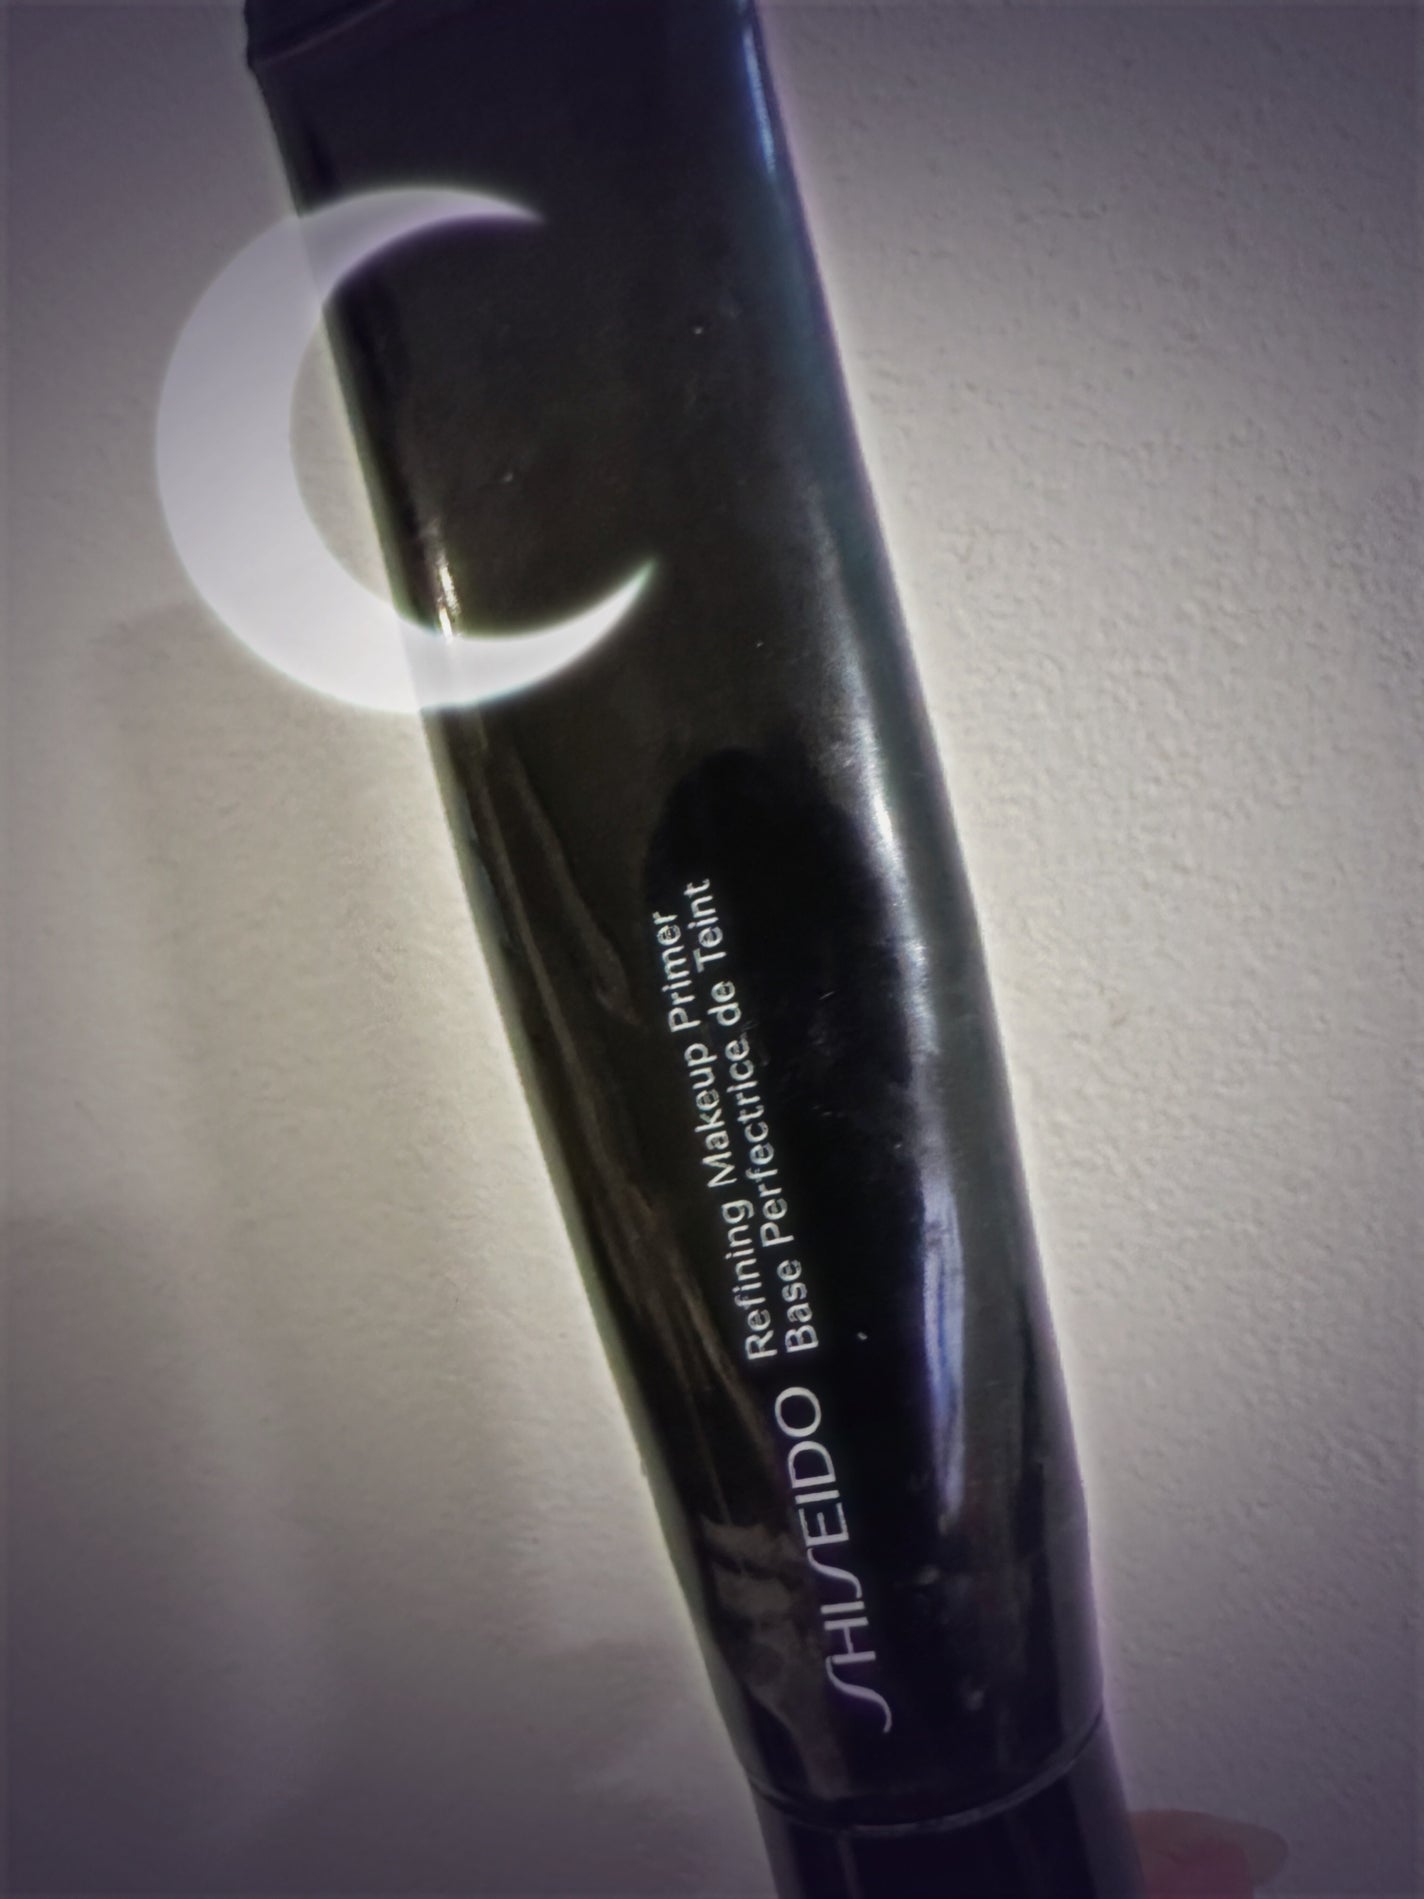 SHISEIDO
Refining Makeup Primer
Base Perfectrice de Teint